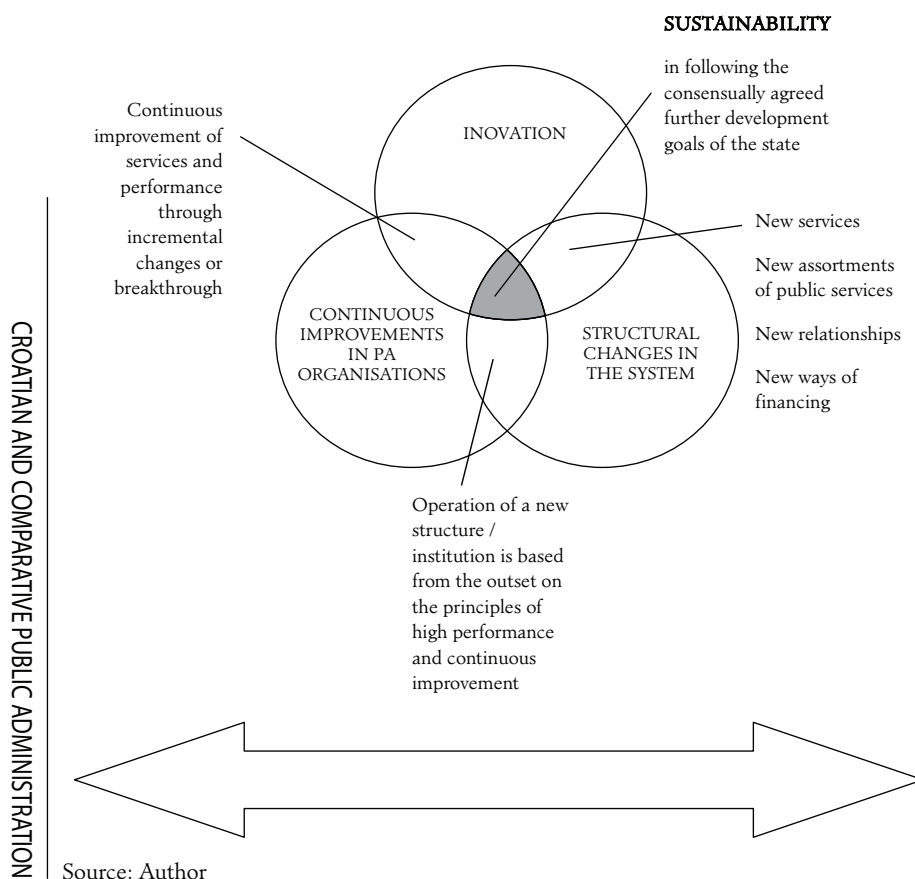 SUSTAINABILITY
in following the
consensually agreed
further development
goals of the state
Continuous
improvement of
services and
performance
through
incremental
changes or
breakthrough
INOVATION
New services
New assortments
of public services
New relationships
New ways of
financing
CONTINUOUS
IMPROVEMENTS
IN PA
ORGANISATIONS
STRUCTURAL
CHANGES IN
THE SYSTEM
Operation of a new
structure /
institution is based
from the outset on
the principles of
high performance
and continuous
improvement
CROATIAN AND COMPARATIVE PUBLIC ADMINISTRATION
Source: Author